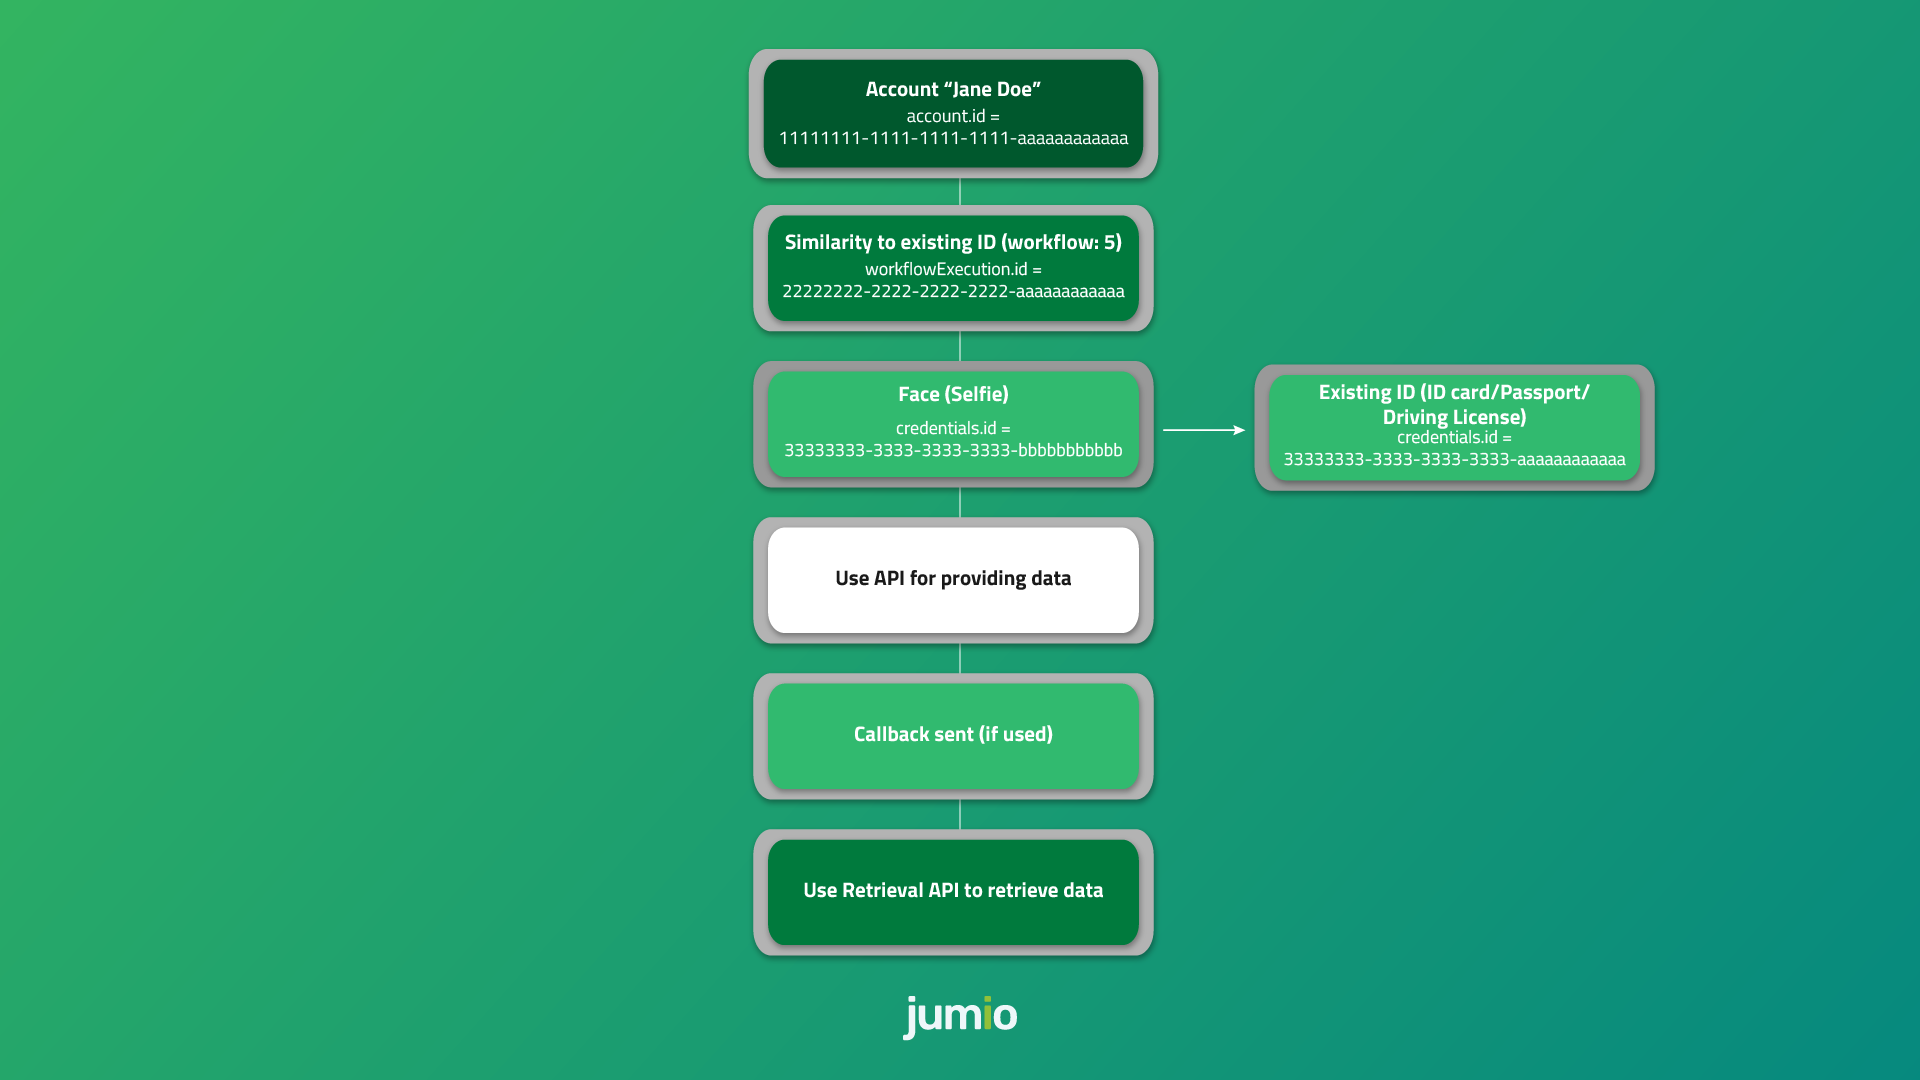 Account “Jane Doe”
account.id =
11111111-1111-1111-1111-aaaaaaaaaaaa
Similarity to existing ID (workflow: 5)
workflowExecution.id =
22222222-2222-2222-2222-aaaaaaaaaaaa
Face (Selfie)
credentials.id =
33333333-3333-3333-3333-bbbbbbbbbbbb
Existing ID (ID card/Passport/
Driving License)
credentials.id =
33333333-3333-3333-3333-aaaaaaaaaaaa
Use API for providing data
Callback sent (if used)
Use Retrieval API to retrieve data
jumio